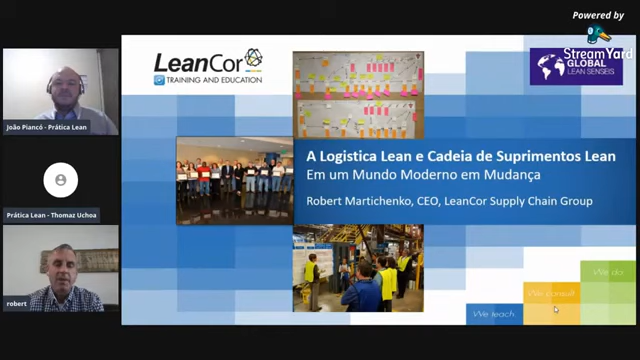 Powered by
StreamYard
LeanCor
TRAINING AND EDUCATION
GLOBAL
LEAN SENSEIS
João Piancó - Prática Lean
A Logistica Lean e Cadeia de Suprimentos Lean
Em um Mundo Moderno em Mudança
Prática Lean - Thomaz Uchoa
Robert Martichenko, CEO, LeanCor Supply Chain Group
robert
We teach
We consult
We do